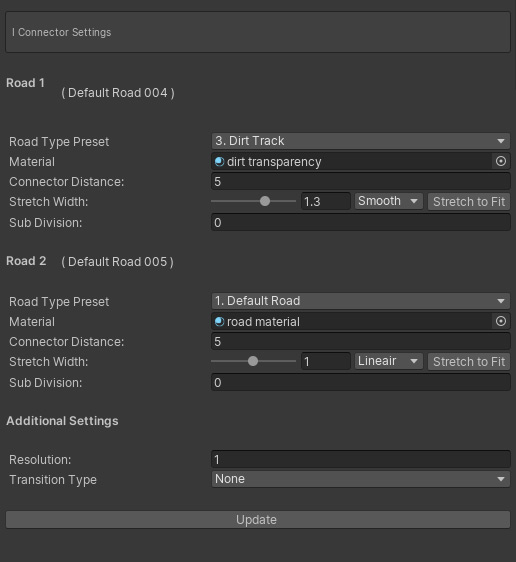 I Connector Settings
Road 1
( Default Road 004 )
Road Type Preset 3. Dirt Track
Material dirt transparency
Connector Distance: 5
Stretch Width: 1.3 Smooth Stretch to Fit
Sub Division: 0
Road 2 ( Default Road 005 )
Road Type Preset 1. Default Road
Material road material
Connector Distance: 5
Stretch Width: 1 Lineair Stretch to Fit
Sub Division: 0
Additional Settings
Resolution: 1
Transition Type None
Update